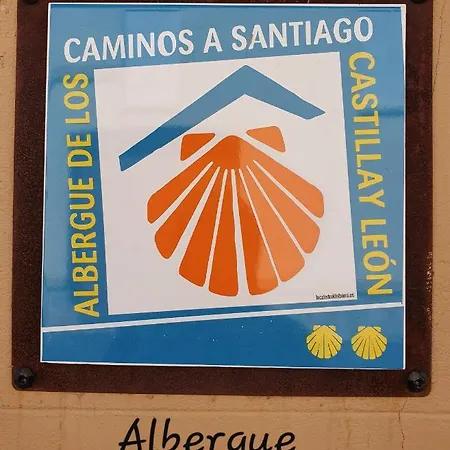 ALBERGUE DE LOS
CAMINOS A SANTIAGO
CASTILLA Y LEÓN
Albergue